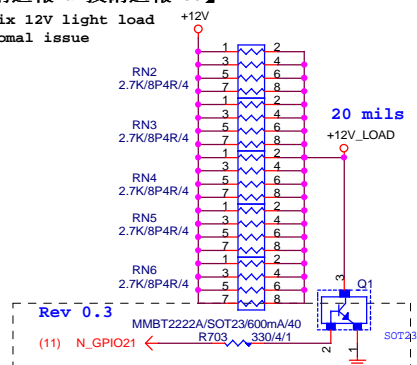 ix 12V light load
omal issue
+12V
1 2
3 4
5 6
7 8
RN2
2.7K/8P4R/4
1 2
3 4
5 6
7 8
RN3
2.7K/8P4R/4
1 2
3 4
5 6
7 8
RN4
2.7K/8P4R/4
1 2
3 4
5 6
7 8
RN5
2.7K/8P4R/4
1 2
3 4
5 6
7 8
RN6
2.7K/8P4R/4
20 mils
+12V_LOAD
3
Q1
Rev 0.3
MMBT2222A/SOT23/600mA/40
SOT23
(11) N_GPIO21
R703 330/4/1
2
1